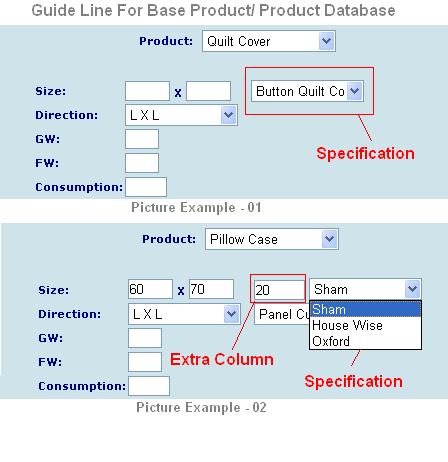 Guide Line For Base Product/ Product Database
Product: Quilt Cover
Size: x Button Quilt Co
Direction: L X L
GW:
Specification
FW:
Consumption:
Picture Example - 01
Product: Pillow Case
Size: 60 x 70 20 Sham
Direction: L X L Panel Cu Sham
House Wise
GW:
Oxford
FW:
Extra Column
Specification
Consumption:
Picture Example - 02